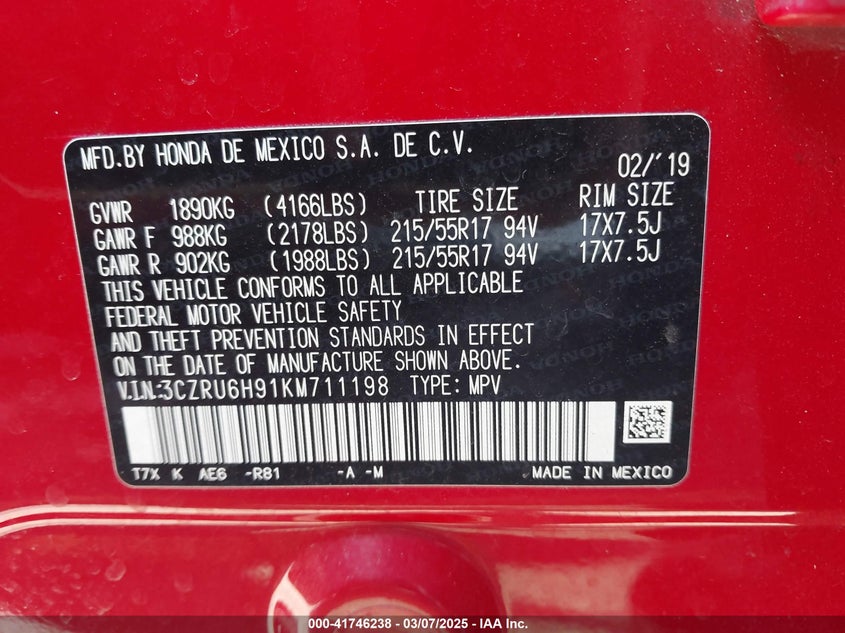 MFD.BY HONDA DE MEXICO S.A. DE C.V.
02/'19
GVWR 1890KG (4166LBS) TIRE SIZE RIM SIZE
GAWR F 988KG (2178LBS) 215/55R17 94V 17X7.5J
GAWR R 902KG (1988LBS) 215/55R17 94V 17X7.5J
THIS VEHICLE CONFORMS TO ALL APPLICABLE
FEDERAL MOTOR VEHICLE SAFETY
AND THEFT PREVENTION STANDARDS IN EFFECT
ON THE DATE OF MANUFACTURE SHOWN ABOVE.
V.I.N.:3CZRU6H91KM711198 TYPE: MPV
T7X K AE6 -R81 -A -M MADE IN MEXICO
000-41746238 - 03/07/2025 - IAA Inc.